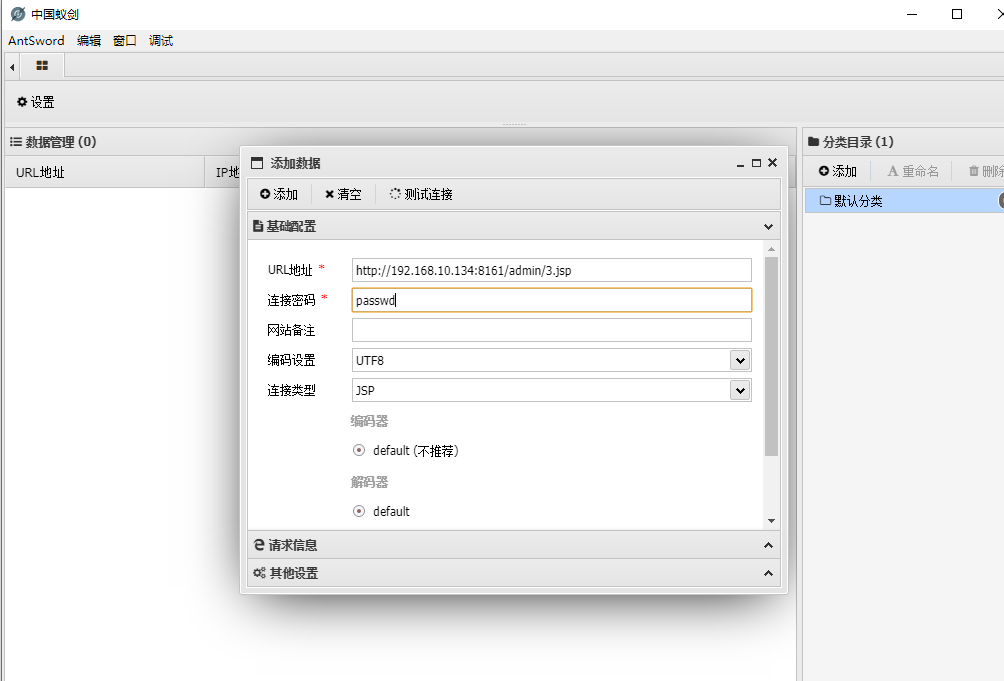 中国蚁剑
AntSword 编辑 窗口 调试
设置
数据管理 (0)
分类目录 (1)
URL地址
添加 重命名
默认分类
添加数据
添加 清空 测试连接
基础配置
URL地址 *
http://192.168.10.134:8161/admin/3.jsp
连接密码 *
passwd
网站备注
编码设置
UTF8
连接类型
JSP
编码器
default (不推荐)
解码器
default
请求信息
其他设置